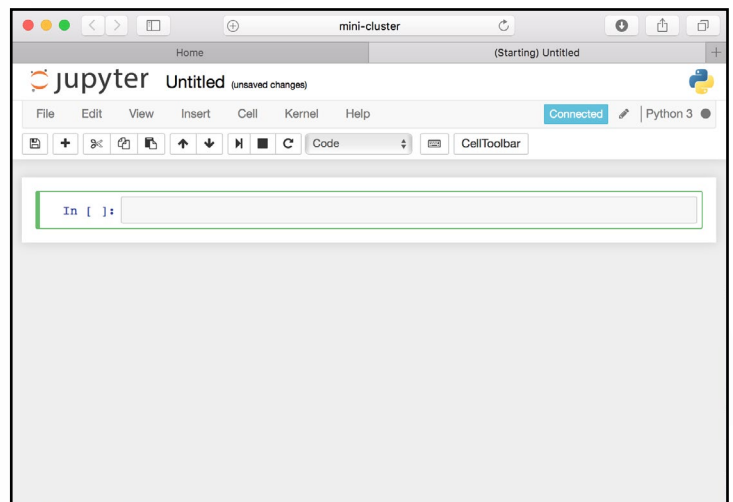 mini-cluster
Home
(Starting) Untitled
jupyter Untitled (unsaved changes)
File Edit View Insert Cell Kernel Help Connected Python 3
Code CellToolbar
In [ ]: